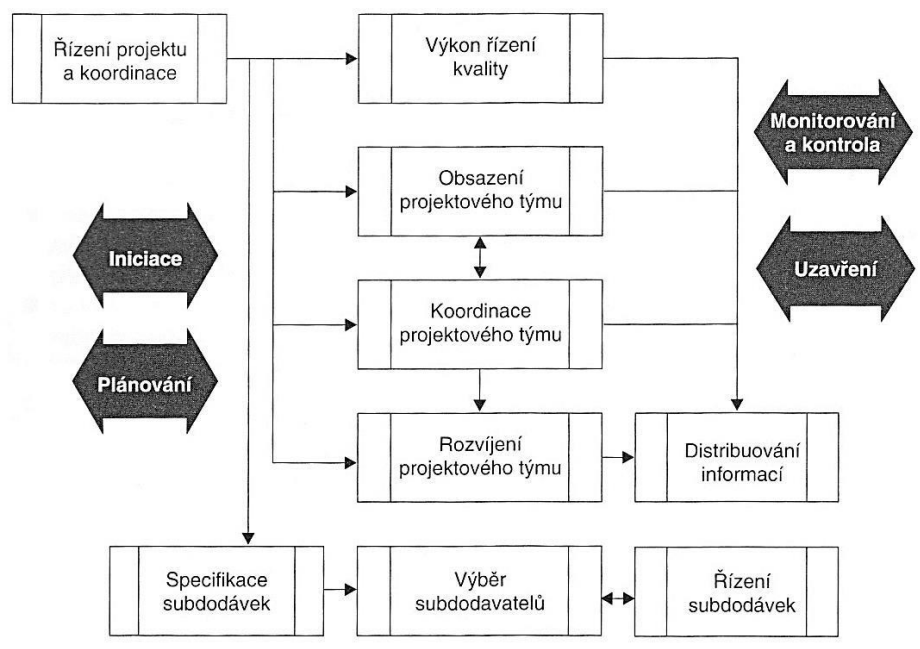 Řízení projektu
a koordinace
Výkon řízení
kvality
Monitorování
a kontrola
Obsazení
projektového týmu
Iniciace
Uzavření
Koordinace
projektového týmu
Plánování
Rozvíjení
projektového týmu
Distribuování
informací
Specifikace
subdodávek
Výběr
subdodavatelů
Řízení
subdodávek